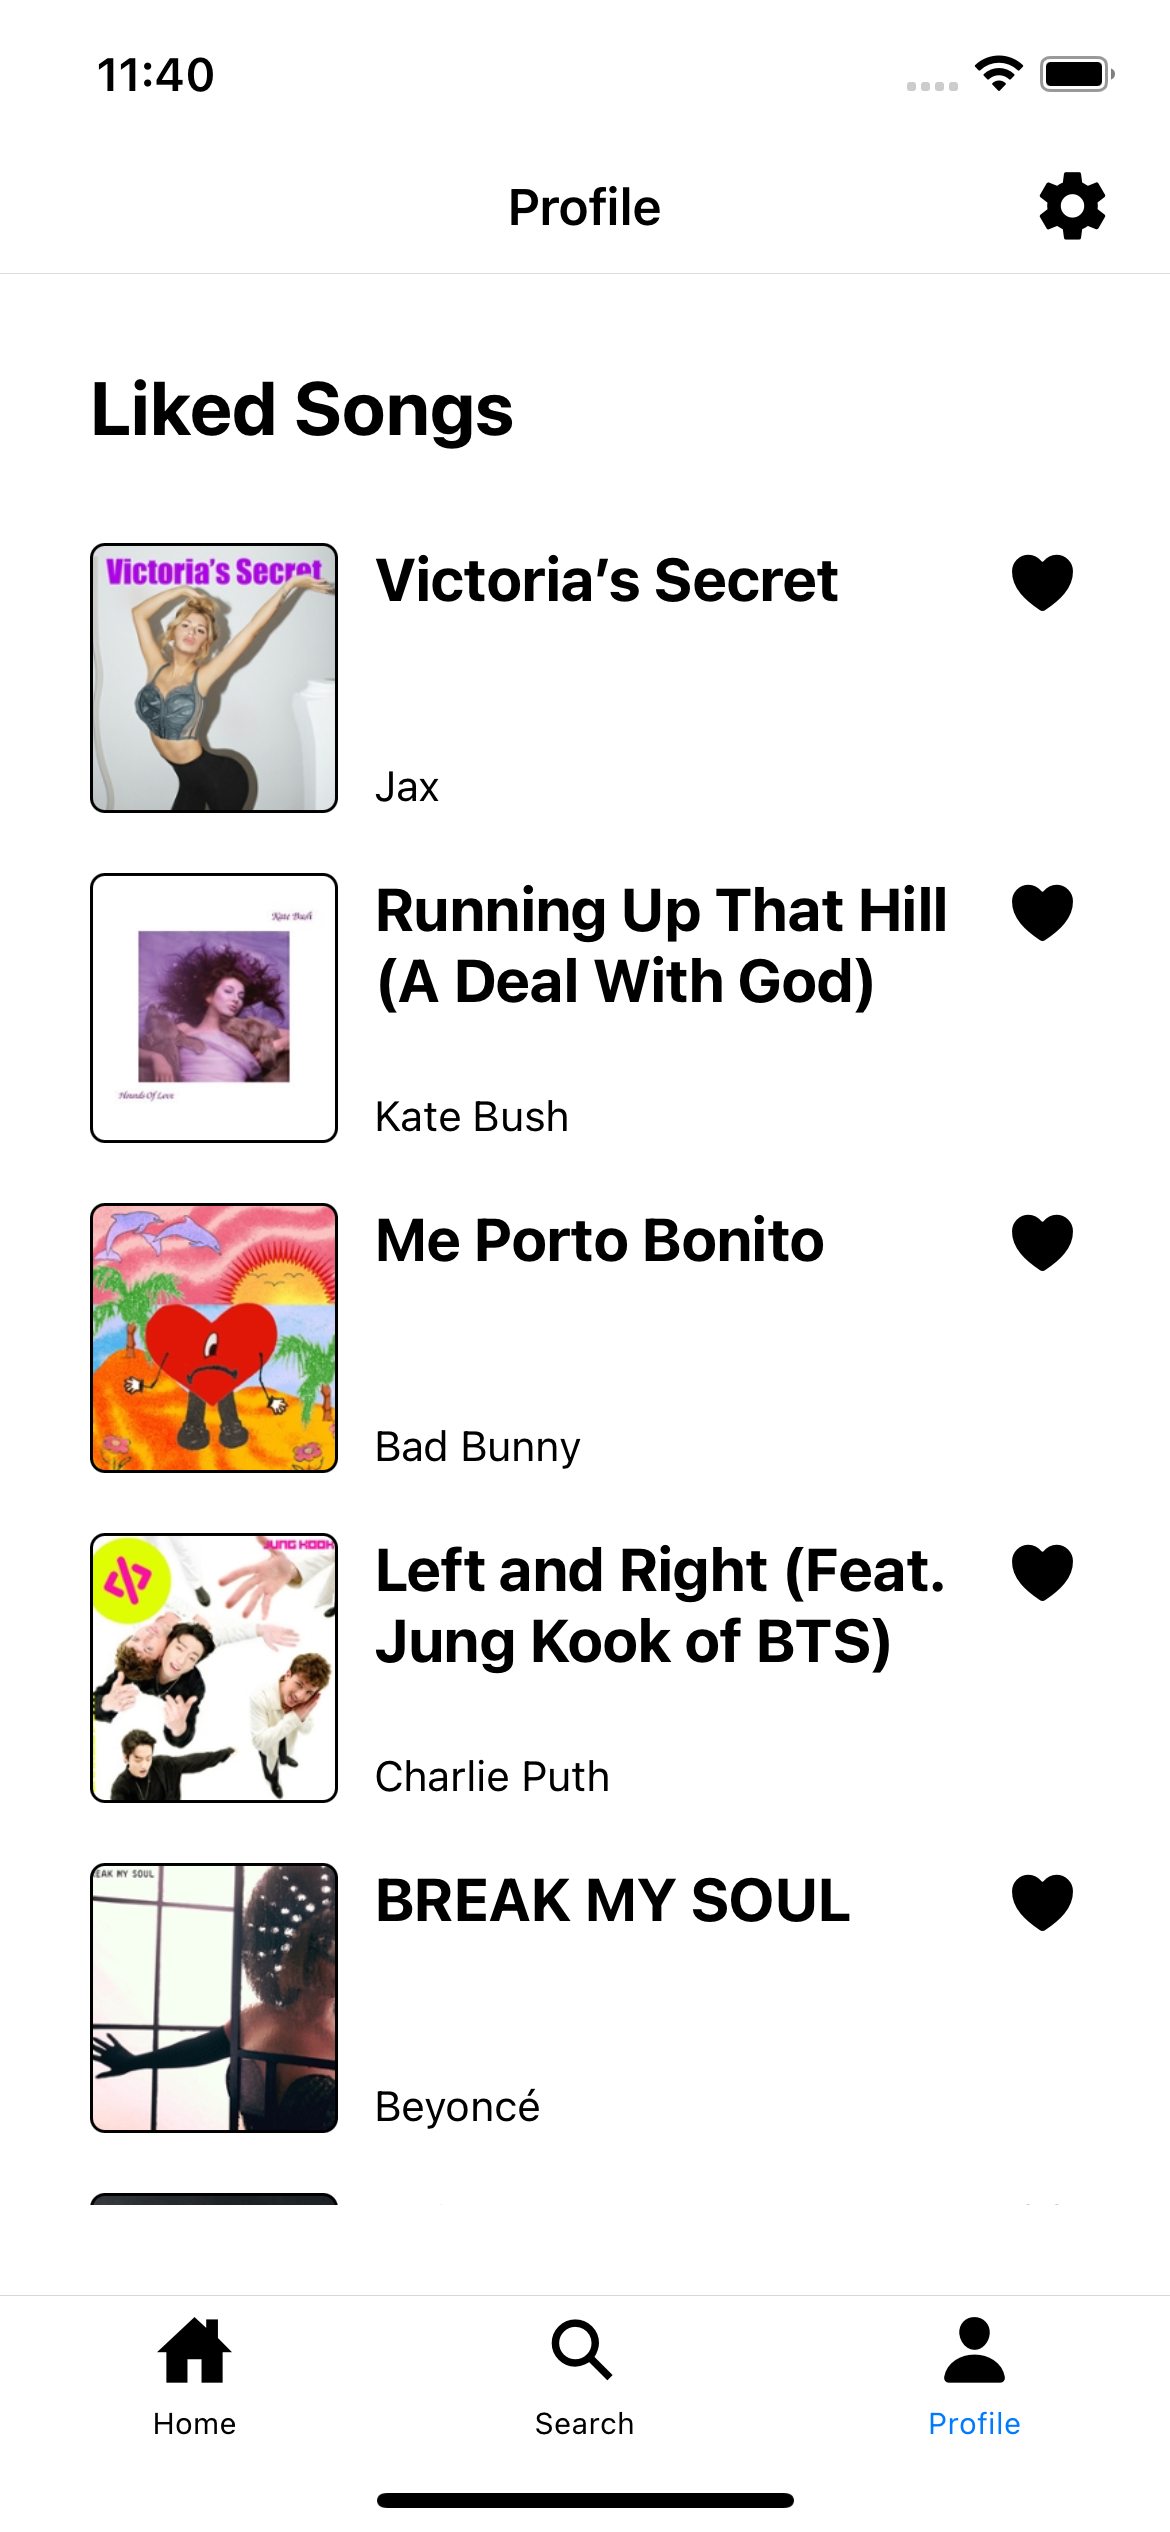 11:40
Profile
Liked Songs
Victoria's Secret
Victoria’s Secret
Jax
Kate Bush
Hounds Of Love
Running Up That Hill
(A Deal With God)
Kate Bush
Me Porto Bonito
Bad Bunny
JUNG KOOK
Left and Right (Feat.
Jung Kook of BTS)
Charlie Puth
EAK MY SOUL
BREAK MY SOUL
Beyoncé
Home
Search
Profile